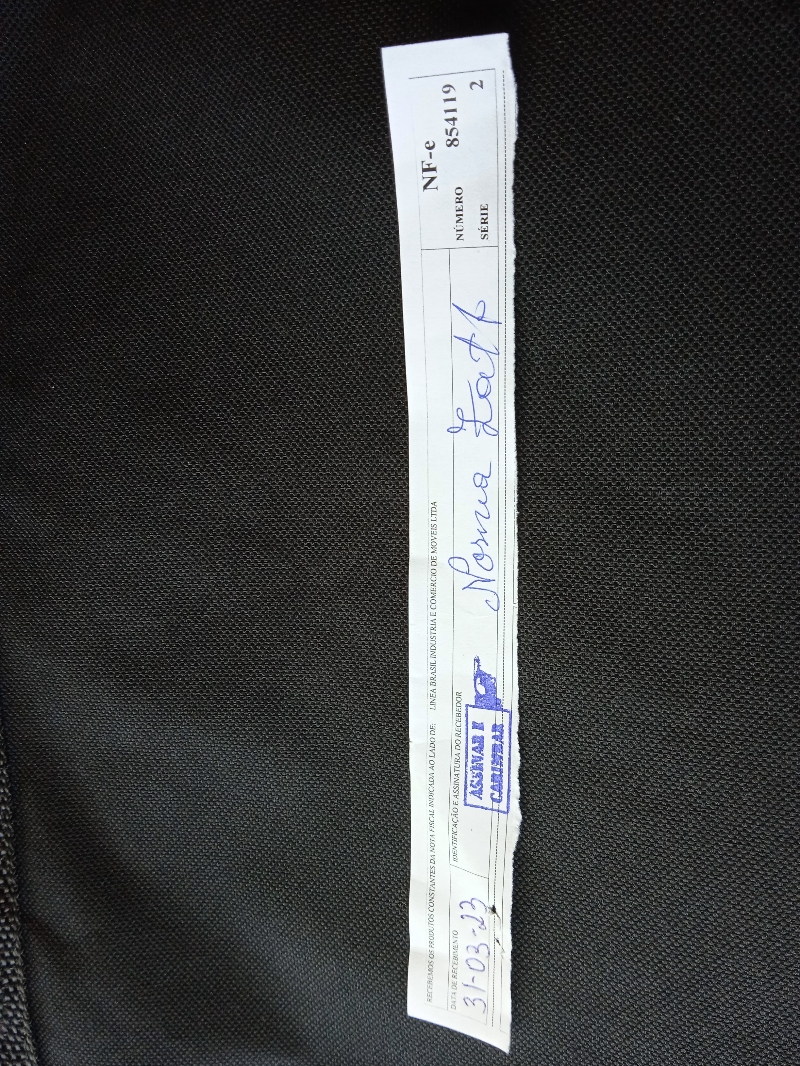 RECEBEMOS OS PRODUTOS CONSTANTES DA NOTA FISCAL INDICADA AO LADO DE: LINEA BRASIL INDUSTRIA E COMERCIO DE MOVEIS LTDA
NF-e
NÚMERO 854119
SÉRIE 2
DATA DE RECEBIMENTO
IDENTIFICAÇÃO E ASSINATURA DO RECEBEDOR
31-03-23
ASSINAR E
CARIMBAR
Norma